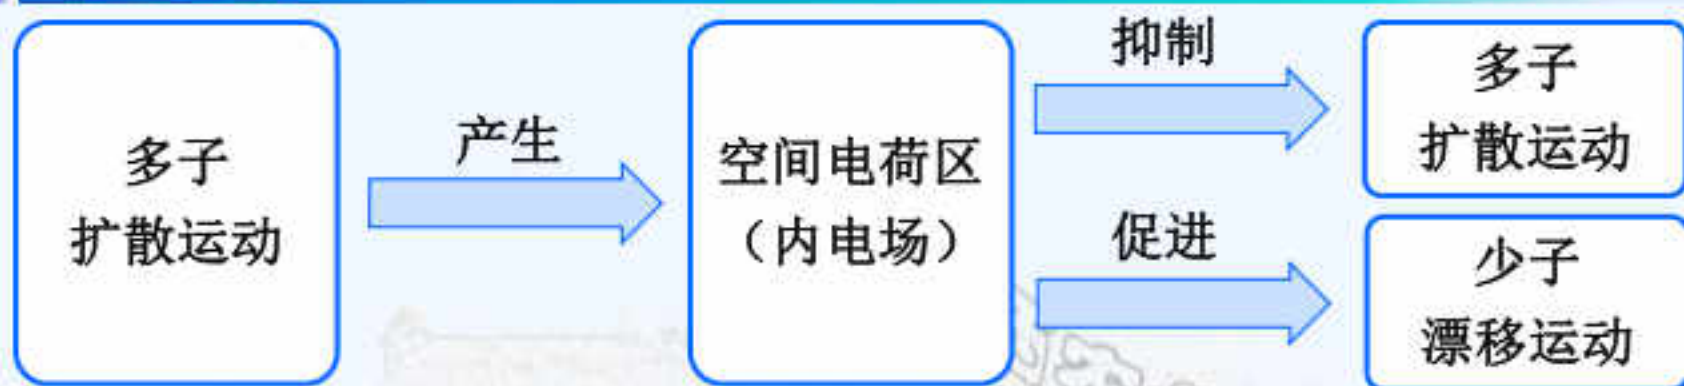 多子
扩散运动
产生
空间电荷区
（内电场）
抑制
多子
扩散运动
促进
少子
漂移运动